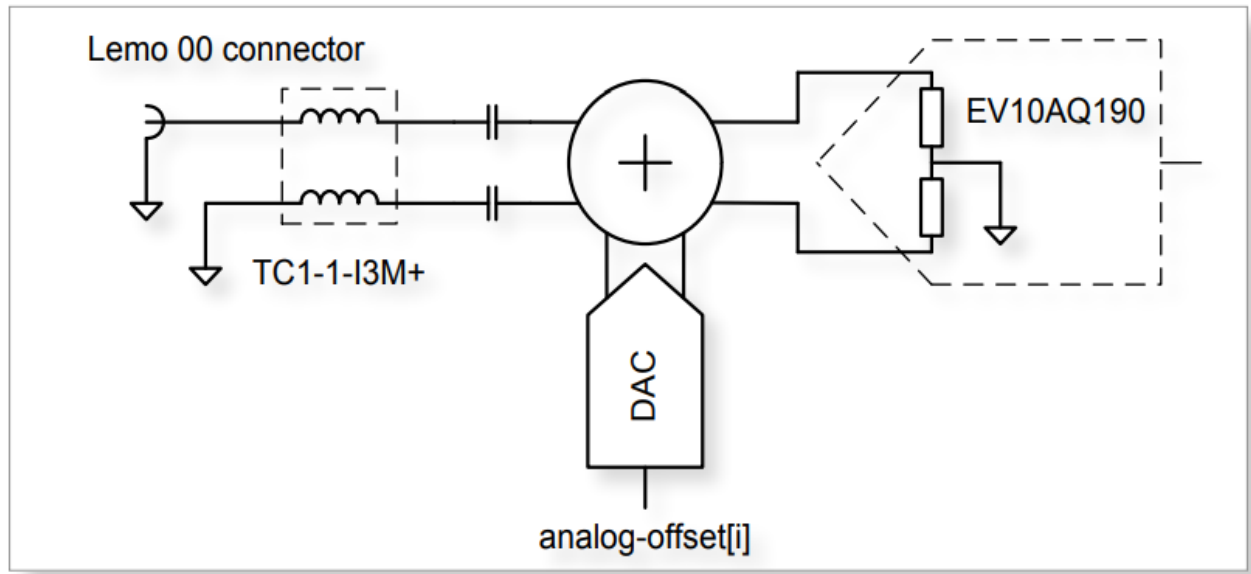 Lemo 00 connector
EV10AQ190
TC1-1-I3M+
DAC
analog-offset[i]